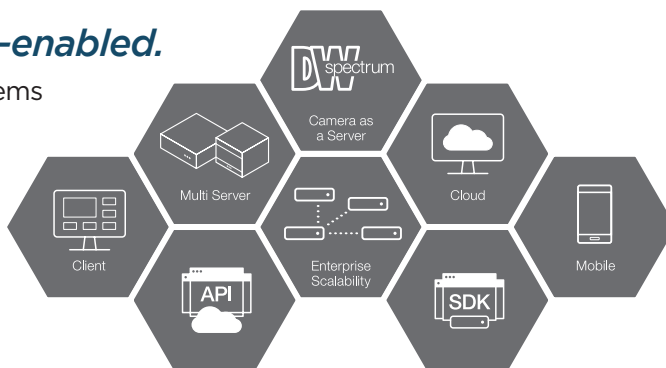 -enabled.
ems
DW
spectrum
Camera as
a Server
Multi Server
Cloud
Client
Enterprise
Scalability
Mobile
API
SDK